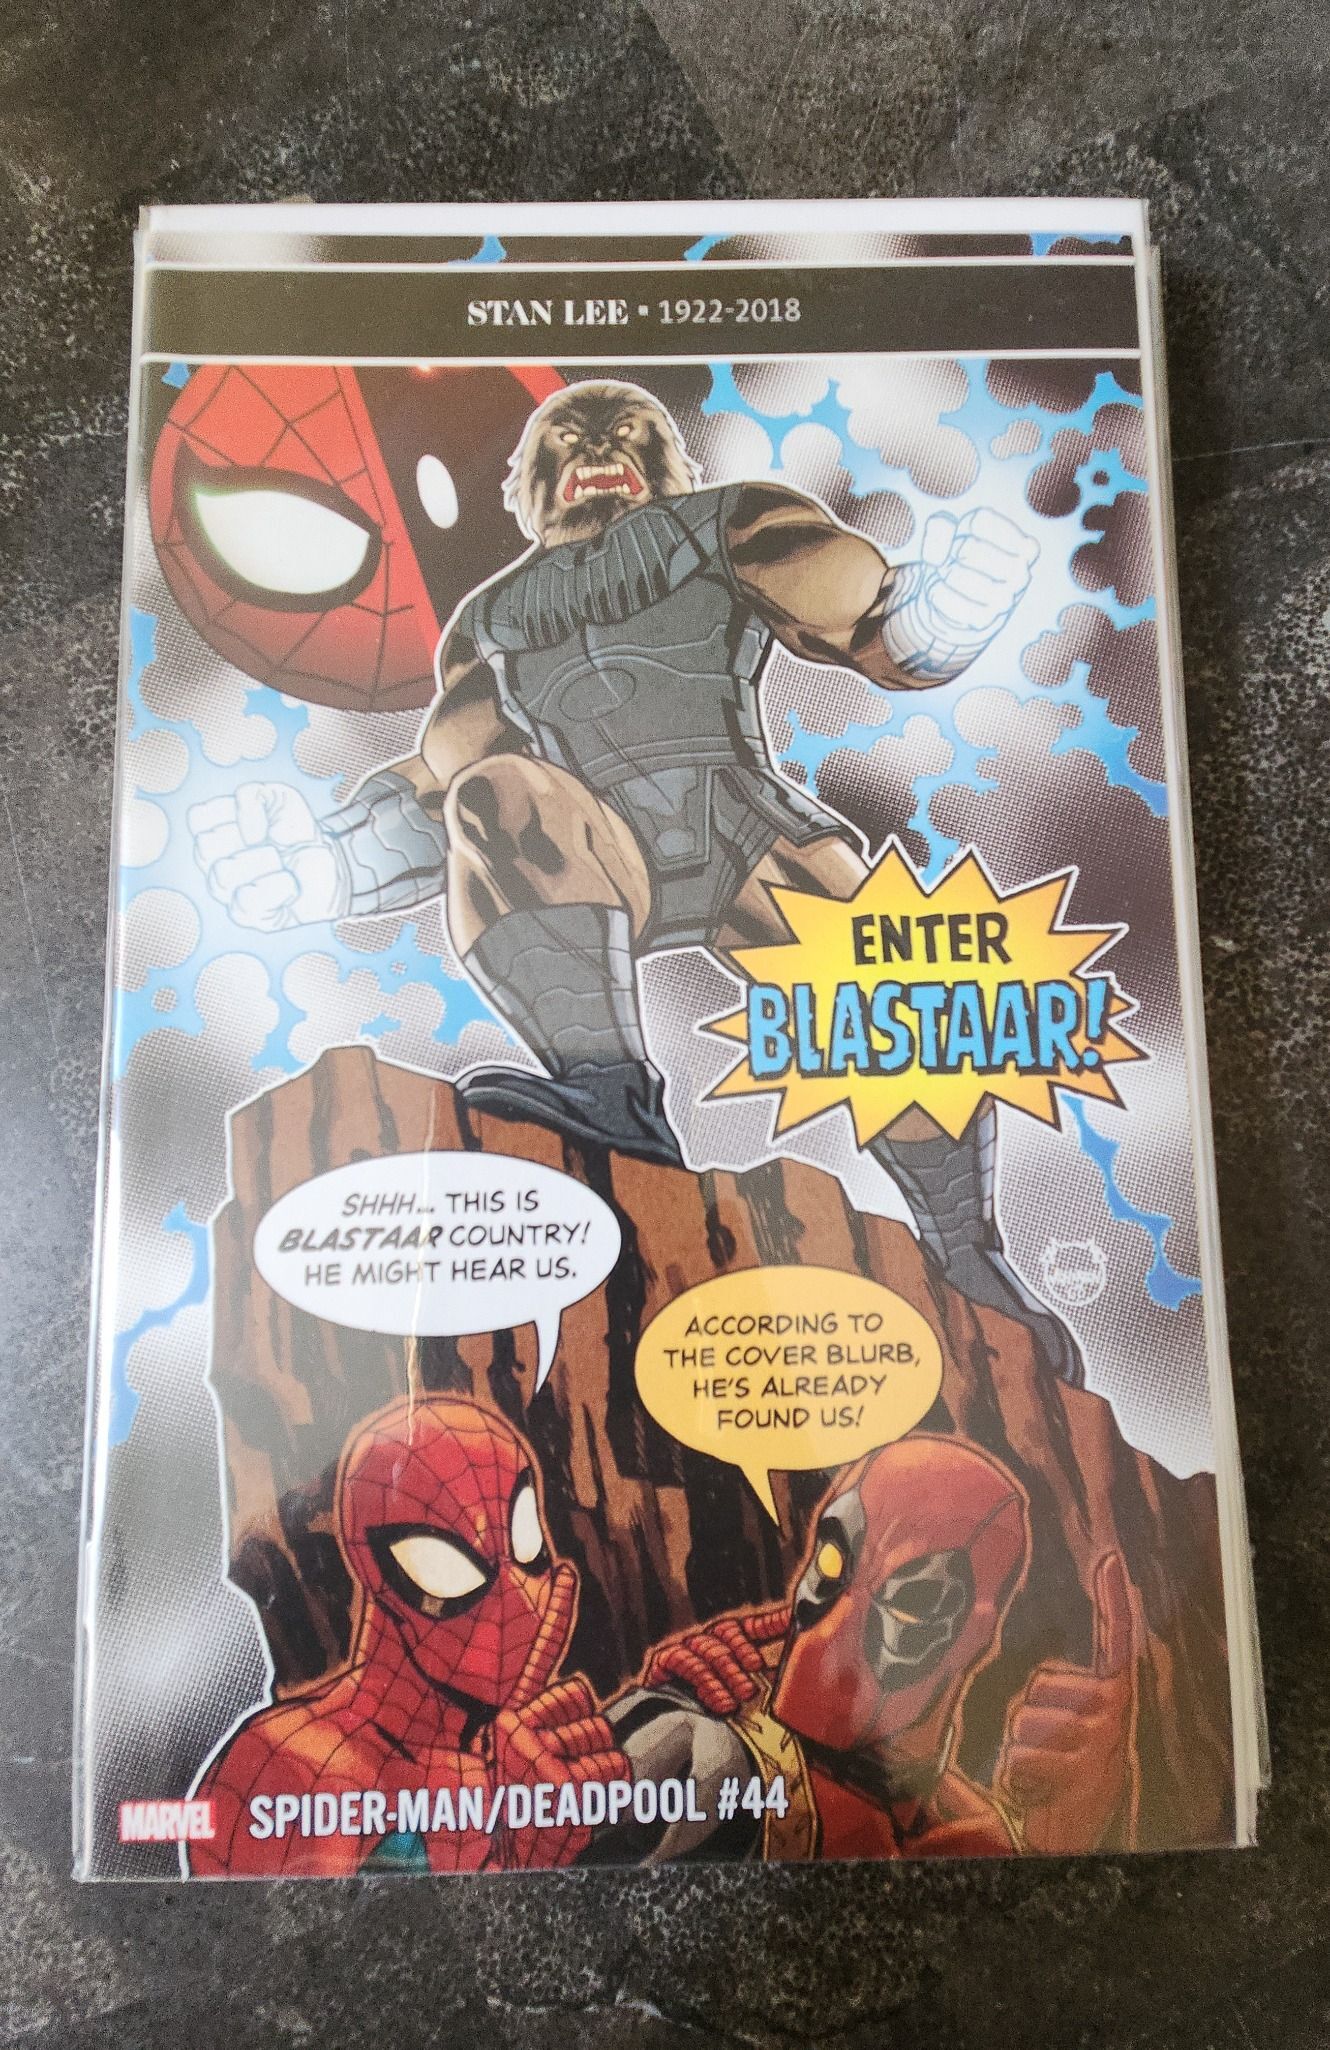 STAN LEE ▪ 1922-2018
ENTER
BLASTAAR!
SHHH... THIS IS
BLASTAAR COUNTRY!
HE MIGHT HEAR US.
ACCORDING TO
THE COVER BLURB,
HE'S ALREADY
FOUND US!
MARVEL
SPIDER-MAN/DEADPOOL #44